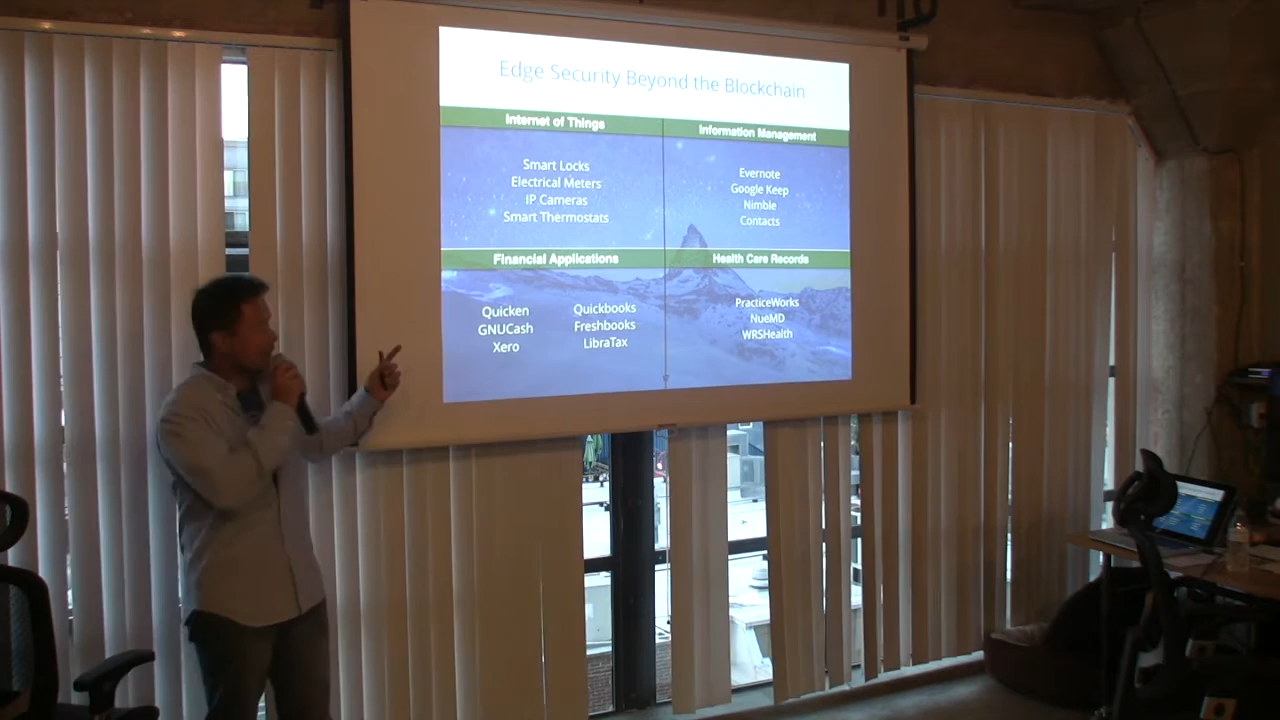 Edge Security Beyond the Blockchain
Internet of Things
Smart Locks
Electrical Meters
IP Cameras
Smart Thermostats
Information Management
Evernote
Google Keep
Nimble
Contacts
Financial Applications
Quicken
GNUCash
Xero
Quickbooks
Freshbooks
LibraTax
Health Care Records
PracticeWorks
NueMD
WRSHealth